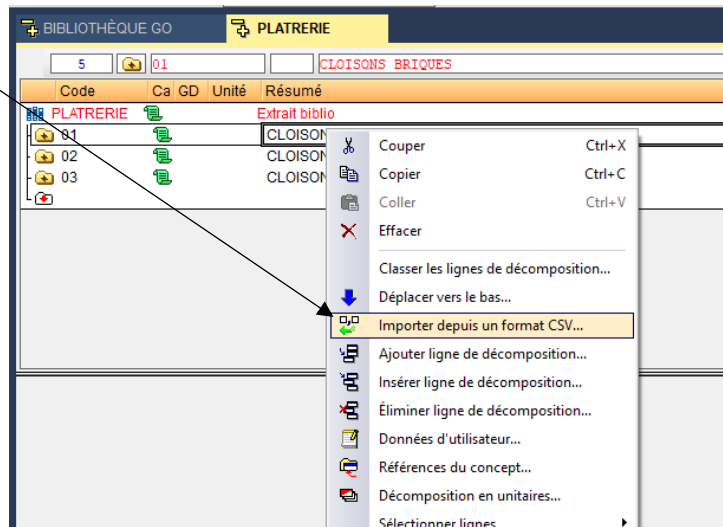 BIBLIOTHÈQUE GO PLATRERIE
5 01 CLOISONS BRIQUES
Code Ca GD Unité Résumé
PLATRERIE Extrait biblio
01 CLOISON
02 CLOISON
03 CLOISON
Couper Ctrl+X
Copier Ctrl+C
Coller Ctrl+V
Effacer
Classer les lignes de décomposition...
Déplacer vers le bas...
Importer depuis un format CSV...
Ajouter ligne de décomposition...
Insérer ligne de décomposition...
Éliminer ligne de décomposition...
Données d'utilisateur...
Références du concept...
Décomposition en unitaires...
Sélectionner lignes